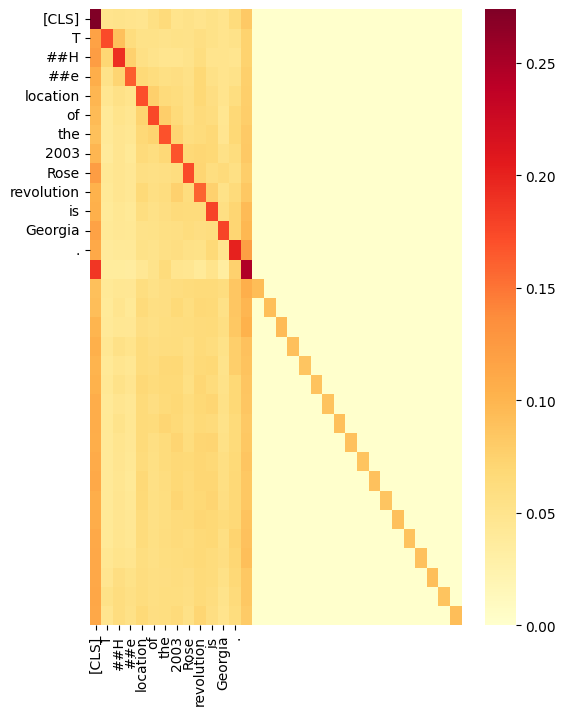 [CLS]
T
##H
##e
location
of
the
2003
Rose
revolution
is
Georgia
.
0.25
0.20
0.15
0.10
0.05
0.00
[CLS]
T
##H
##e
location
of
the
2003
Rose
revolution
is
Georgia
.